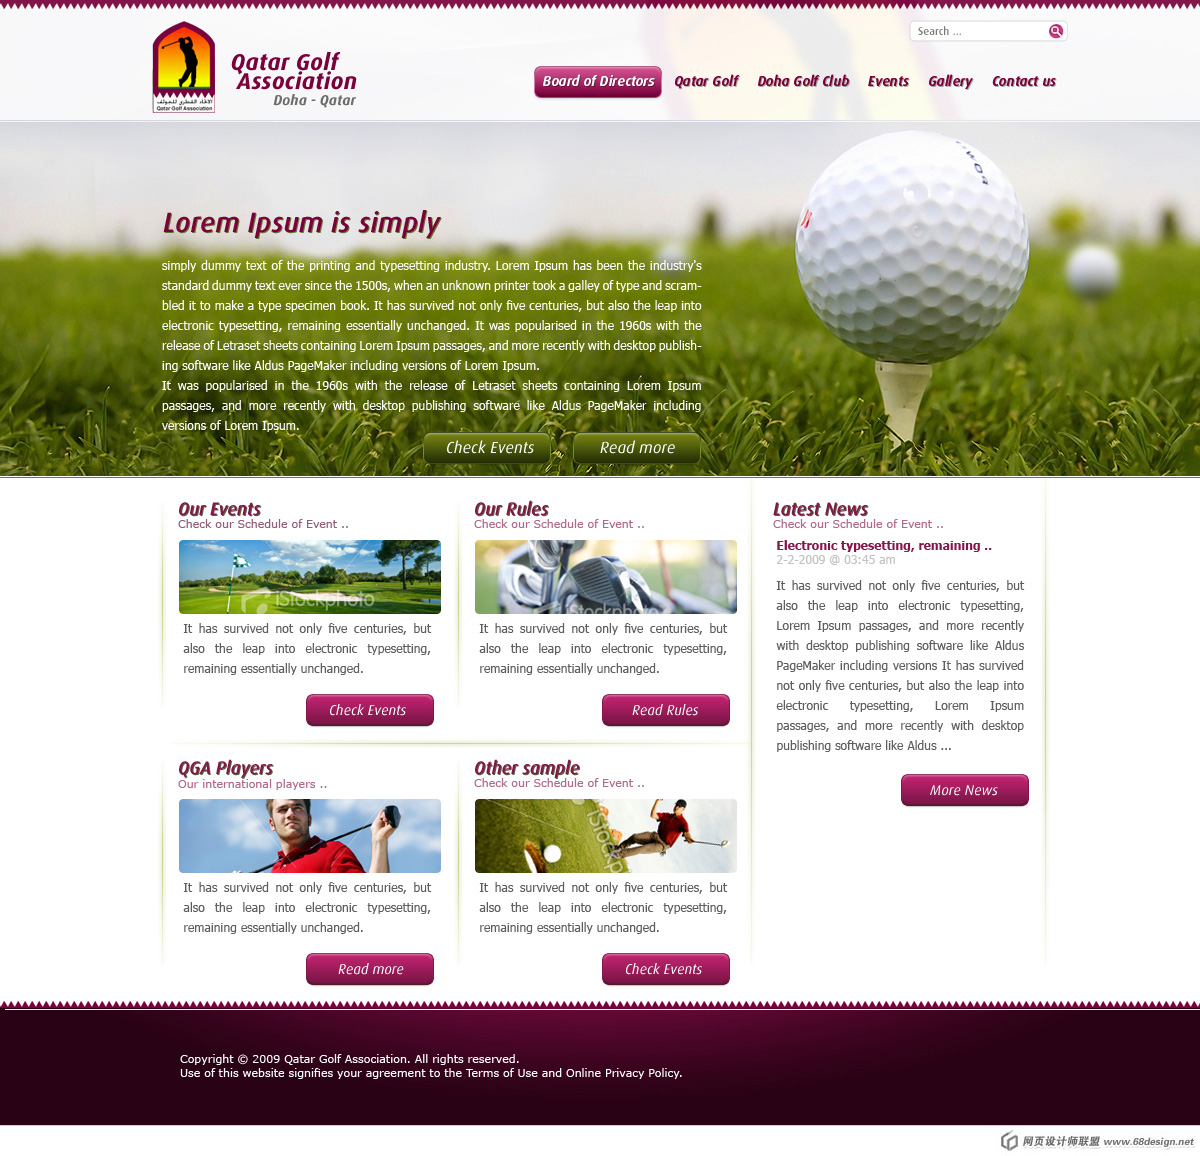 Search ...
Qatar Golf
Association
Doha - Qatar
الاتحاد القطري للجولف
Qatar Golf Association
Board of Directors
Qatar Golf
Doha Golf Club
Events
Gallery
Contact us
Lorem Ipsum is simply
simply dummy text of the printing and typesetting industry. Lorem Ipsum has been the industry's
standard dummy text ever since the 1500s, when an unknown printer took a galley of type and scram-
bled it to make a type specimen book. It has survived not only five centuries, but also the leap into
electronic typesetting, remaining essentially unchanged. It was popularised in the 1960s with the
release of Letraset sheets containing Lorem Ipsum passages, and more recently with desktop publish-
ing software like Aldus PageMaker including versions of Lorem Ipsum.
It was popularised in the 1960s with the release of Letraset sheets containing Lorem Ipsum
passages, and more recently with desktop publishing software like Aldus PageMaker including
versions of Lorem Ipsum.
Check Events
Read more
Our Events
Check our Schedule of Event ..
iStockphoto
It has survived not only five centuries, but
also the leap into electronic typesetting,
remaining essentially unchanged.
Check Events
Our Rules
Check our Schedule of Event ..
iStockphoto
It has survived not only five centuries, but
also the leap into electronic typesetting,
remaining essentially unchanged.
Read Rules
Latest News
Check our Schedule of Event ..
Electronic typesetting, remaining ..
2-2-2009 @ 03:45 am
It has survived not only five centuries, but
also the leap into electronic typesetting,
Lorem Ipsum passages, and more recently
with desktop publishing software like Aldus
PageMaker including versions It has survived
not only five centuries, but also the leap into
electronic typesetting, Lorem Ipsum
passages, and more recently with desktop
publishing software like Aldus ...
More News
QGA Players
Our international players ..
It has survived not only five centuries, but
also the leap into electronic typesetting,
remaining essentially unchanged.
Read more
Other sample
Check our Schedule of Event ..
It has survived not only five centuries, but
also the leap into electronic typesetting,
remaining essentially unchanged.
Check Events
Copyright © 2009 Qatar Golf Association. All rights reserved.
Use of this website signifies your agreement to the Terms of Use and Online Privacy Policy.
网页设计师联盟 www.68design.net